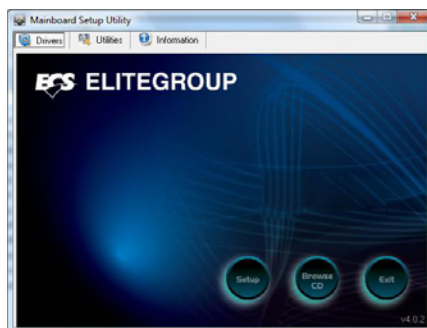 Mainboard Setup Utility
Drivers Utilities Information
ECS ELITEGROUP
Setup Browse CD Exit
v4.0.2